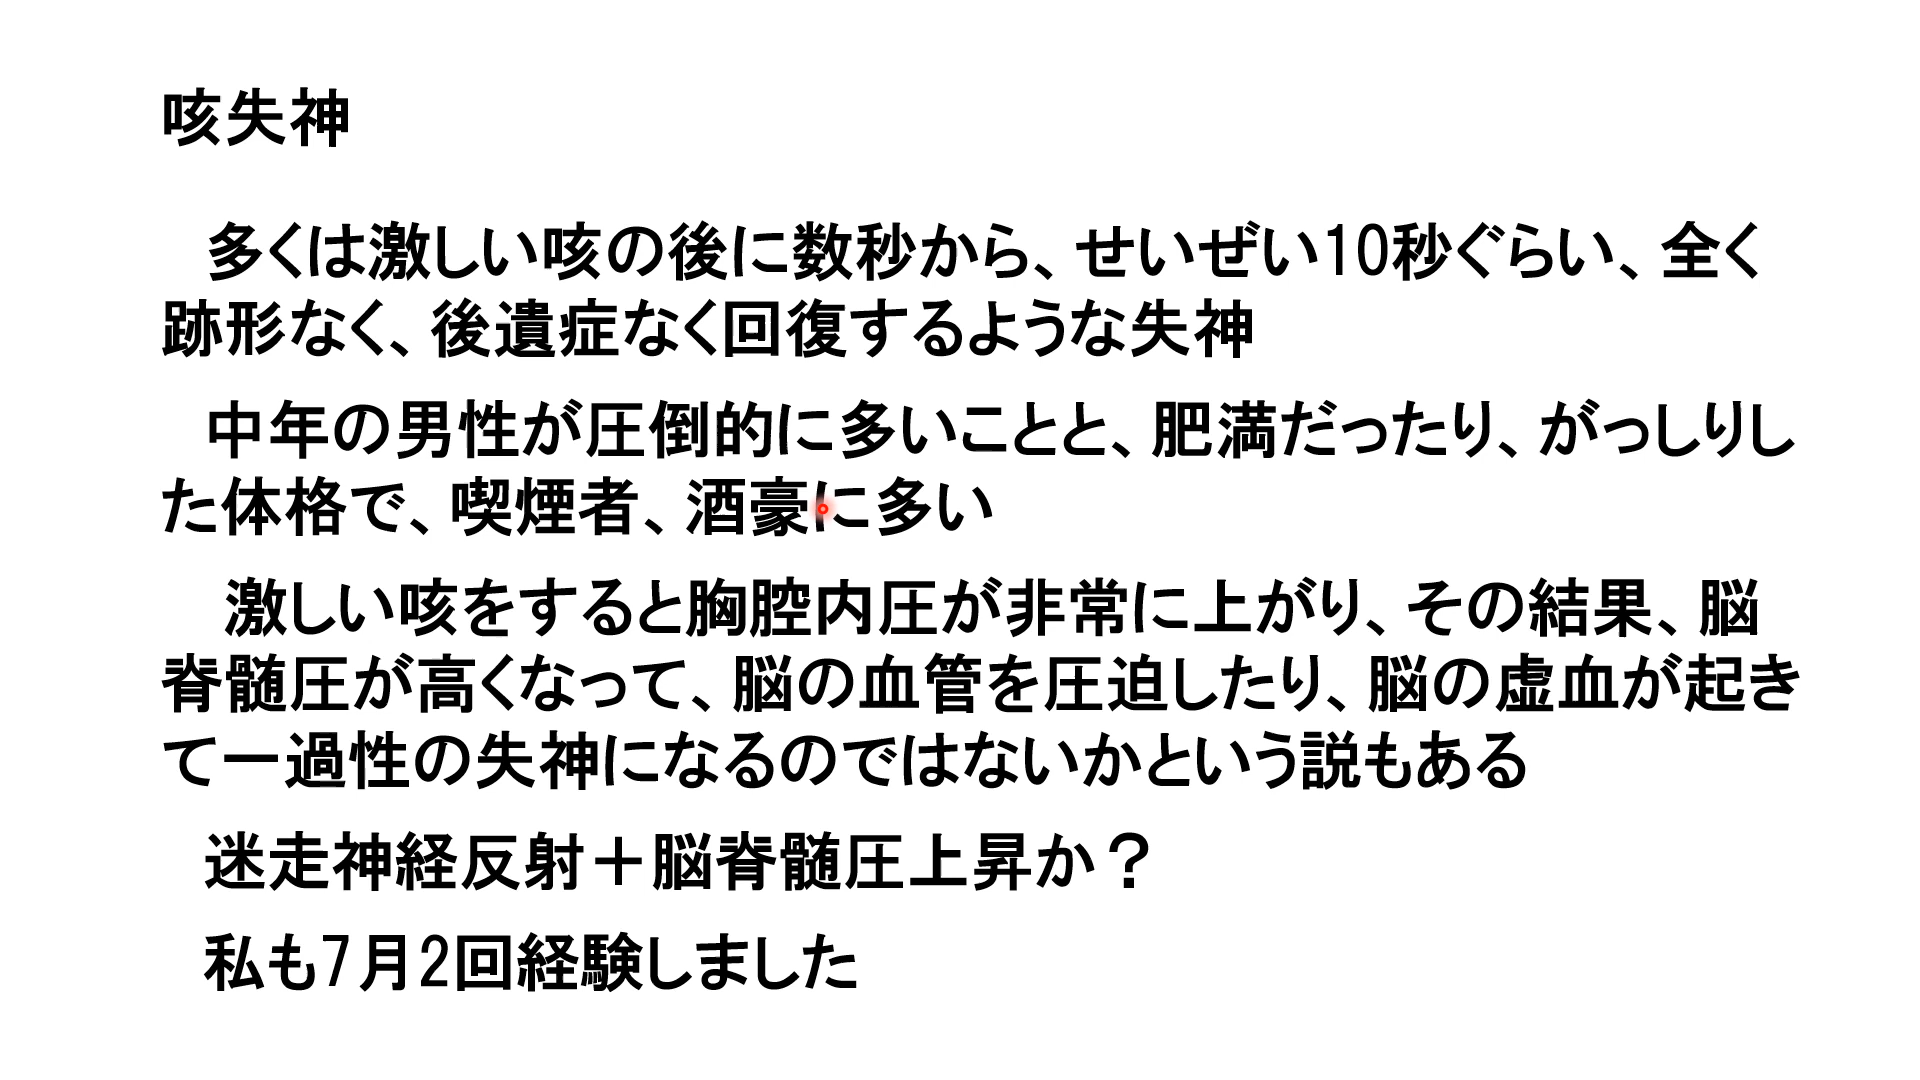 咳失神
多くは激しい咳の後に数秒から、せいぜい10秒ぐらい、全く
跡形なく、後遺症なく回復するような失神
中年の男性が圧倒的に多いことと、肥満だったり、がっしりし
た体格で、喫煙者、酒豪に多い
激しい咳をすると胸腔内圧が非常に上がり、その結果、脳
脊髄圧が高くなって、脳の血管を圧迫したり、脳の虚血が起き
て一過性の失神になるのではないかという説もある
迷走神経反射＋脳脊髄圧上昇か？
私も7月2回経験しました